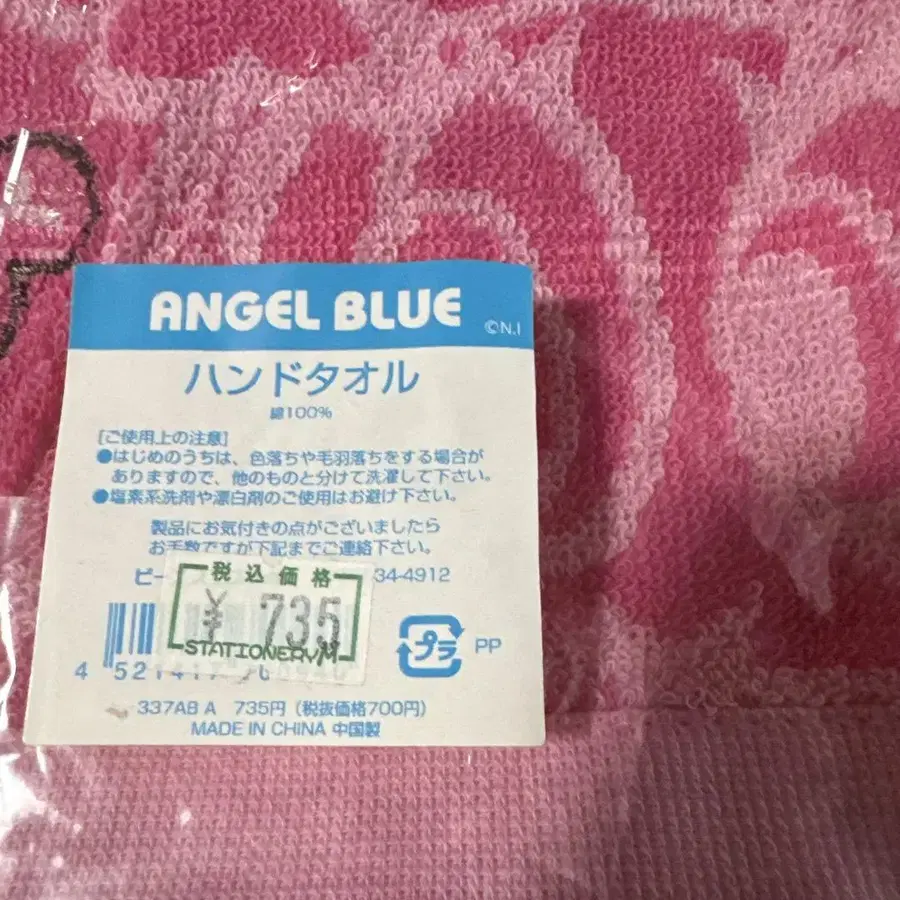 ANGEL BLUE
©N.I
ハンドタオル
綿100%
[ご使用上の注意]
●はじめのうちは、色落ちや毛羽落ちをする場合が
ありますので、他のものと分けて洗濯して下さい。
●塩素系洗剤や漂白剤のご使用はお避け下さい。
製品にお気付きの点がございましたら
お手数ですが下記までご連絡下さい。
34-4912
税込価格
¥ 735
STATIONERY
プラ PP
4 521417
337AB A 735円 (税抜価格700円)
MADE IN CHINA 中国製